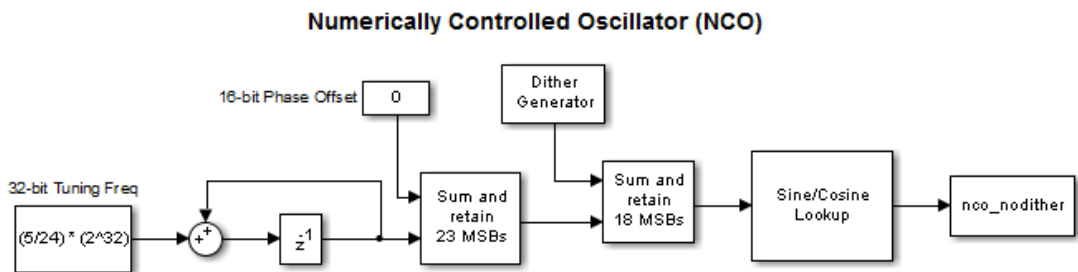 Numerically Controlled Oscillator (NCO)
16-bit Phase Offset
0
Dither
Generator
32-bit Tuning Freq
(5/24) * (2^32)
+
+
z
-1
Sum and
retain
23 MSBs
Sum and
retain
18 MSBs
Sine/Cosine
Lookup
nco_nodither